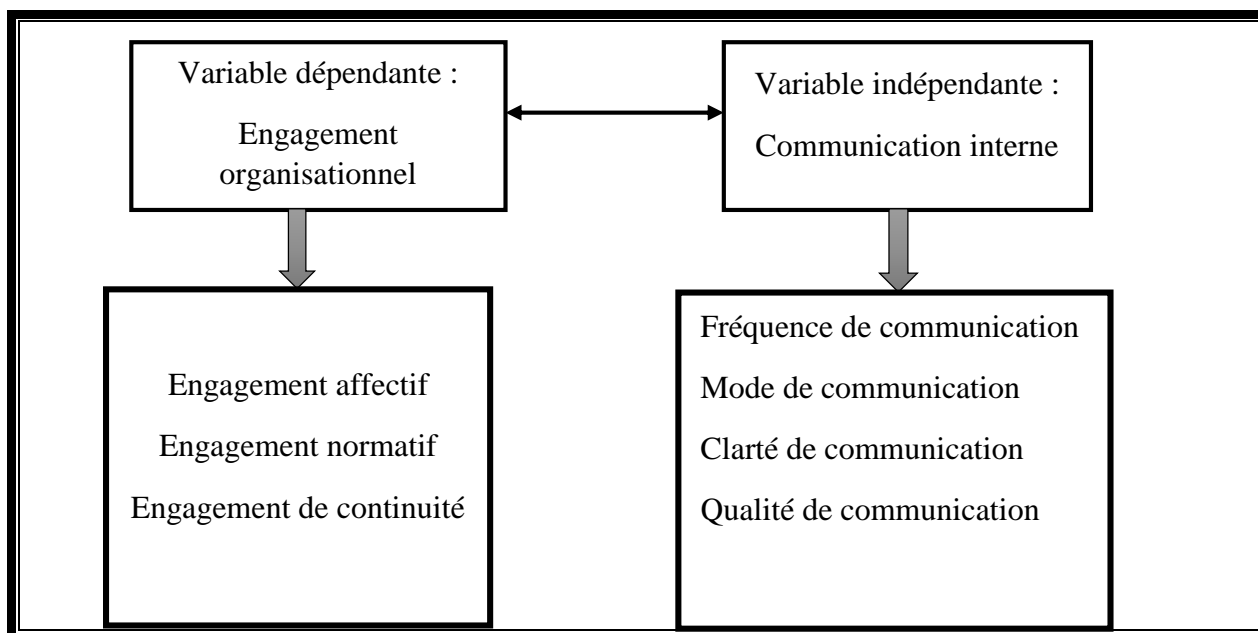 Variable dépendante :
Engagement
organisationnel
Variable indépendante :
Communication interne
Engagement affectif
Engagement normatif
Engagement de continuité
Fréquence de communication
Mode de communication
Clarté de communication
Qualité de communication